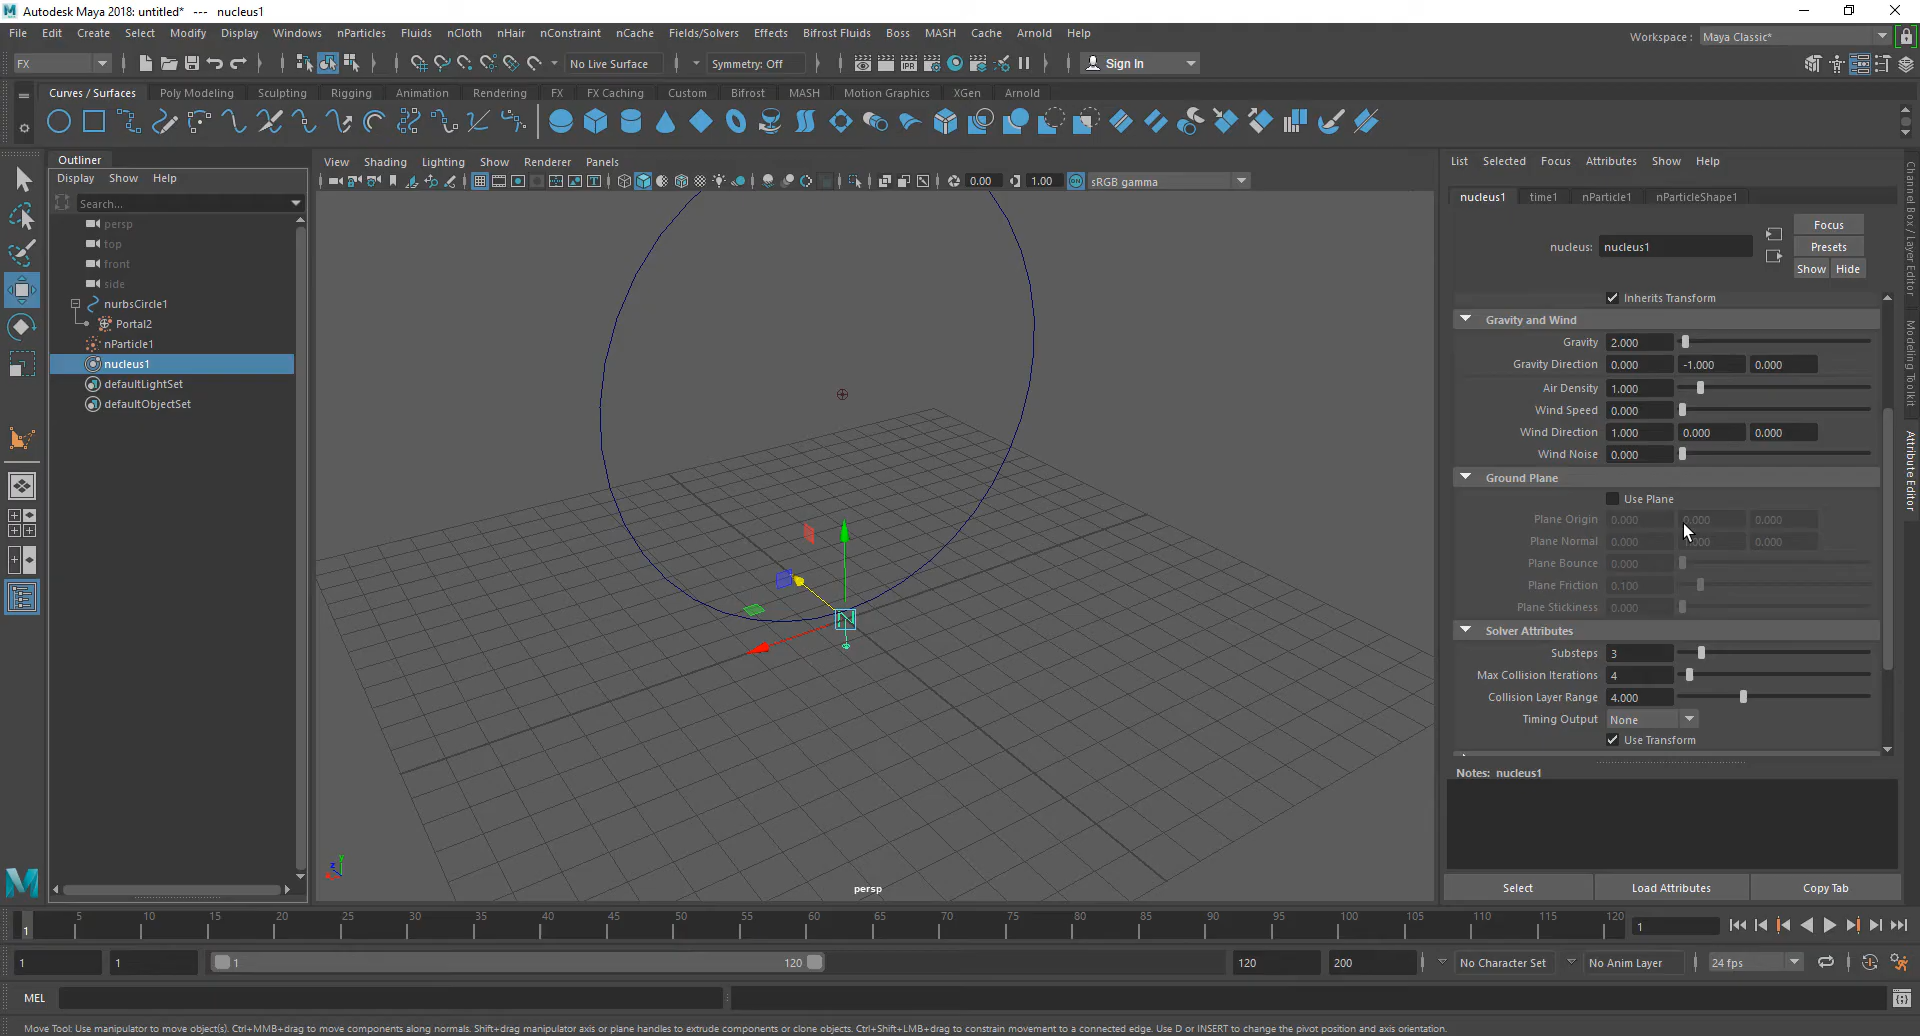 Autodesk Maya 2018: untitled*   ---   nucleus1
File Edit Create Select Modify Display Windows nParticles Fluids nCloth nHair nConstraint nCache Fields/Solvers Effects Bifrost Fluids Boss MASH Cache Arnold Help
Workspace : Maya Classic*
FX No Live Surface Symmetry: Off IPR Sign In
Curves / Surfaces Poly Modeling Sculpting Rigging Animation Rendering FX FX Caching Custom Bifrost MASH Motion Graphics XGen Arnold
Outliner
Display Show Help
Search...
persp
top
front
side
nurbsCircle1
Portal2
nParticle1
nucleus1
defaultLightSet
defaultObjectSet
View Shading Lighting Show Renderer Panels
0.00 1.00 ON sRGB gamma
persp
List Selected Focus Attributes Show Help
nucleus1 time1 nParticle1 nParticleShape1
nucleus: nucleus1
Focus
Presets
Show Hide
Inherits Transform
Gravity and Wind
Gravity 2.000
Gravity Direction 0.000 -1.000 0.000
Air Density 1.000
Wind Speed 0.000
Wind Direction 1.000 0.000 0.000
Wind Noise 0.000
Ground Plane
Use Plane
Plane Origin 0.000 0.000 0.000
Plane Normal 0.000 0.000
Plane Bounce 0.000
Plane Friction 0.100
Plane Stickiness 0.000
Solver Attributes
Substeps 3
Max Collision Iterations 4
Collision Layer Range 4.000
Timing Output None
Use Transform
Notes: nucleus1
Select Load Attributes Copy Tab
Channel Box / Layer Editor
Modeling Toolkit
Attribute Editor
5 10 15 20 25 30 35 40 45 50 55 60 65 70 75 80 85 90 95 100 105 110 115 120
1 1
1 1 1 120 120 200 No Character Set No Anim Layer 24 fps
MEL
Move Tool: Use manipulator to move object(s). Ctrl+MMB+drag to move components along normals. Shift+drag manipulator axis or plane handles to extrude components or clone objects. Ctrl+Shift+LMB+drag to constrain movement to a connected edge. Use D or INSERT to change the pivot position and axis orientation.